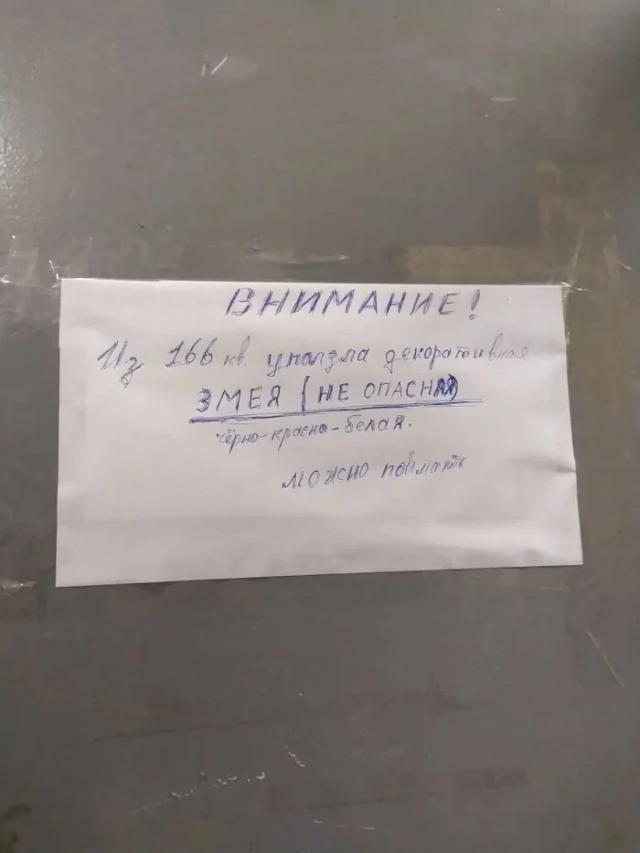 ВНИМАНИЕ!
Из 166 кв. уползла декоративная
ЗМЕЯ (НЕ ОПАСНАЯ)
чёрно-красно-белая.
можно поймать